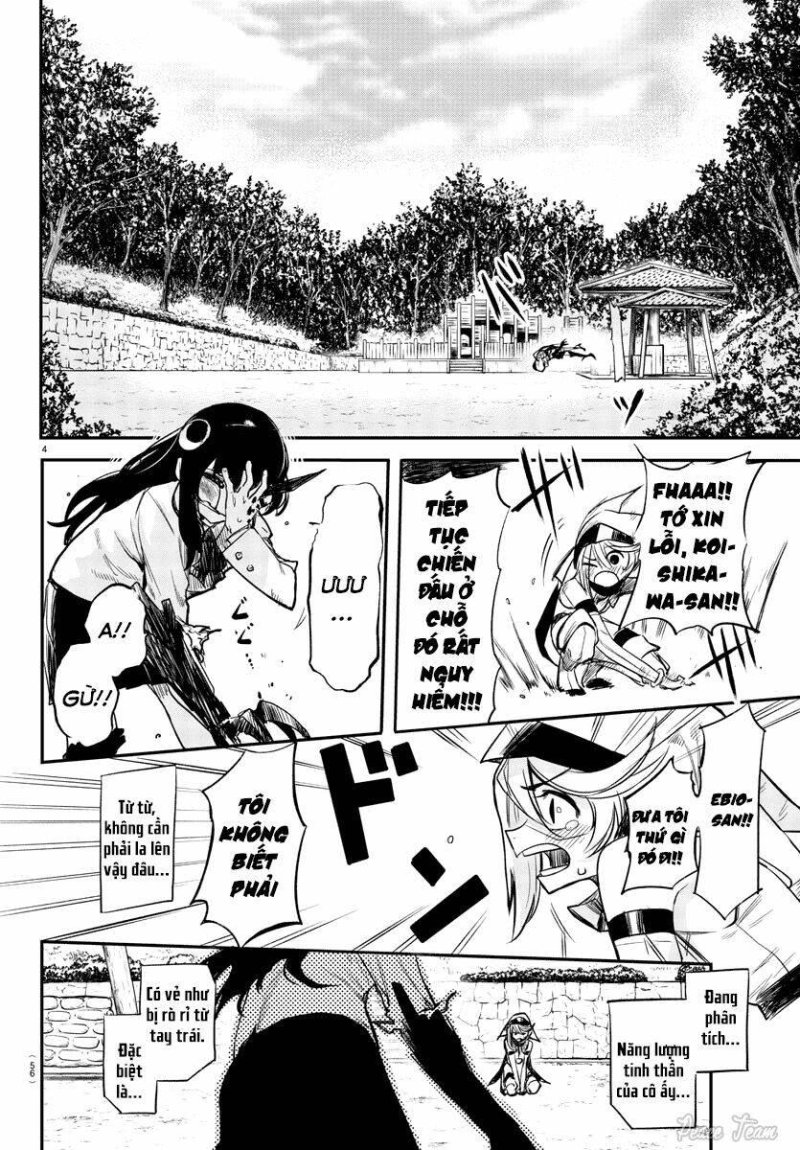 4
FHAAA!!
TỚ XIN
LỖI, KOI-
SHIKA
WA-SAN!!
TIẾP
TỤC
CHIẾN
ĐẤU Ở
CHỖ
ĐÓ RẤT
NGUY
HIỂM!!!
ƯƯƯ
...
A!!
GỪ!!
EBIO-
SAN!!
ĐƯA TÔI
THỨ GÌ
ĐÓ ĐI!!
TÔI
KHÔNG
BIẾT
PHẢI
ドン
Từ từ,
không cần
phải la lên
vậy đâu...
Đang
phân
tích...
Năng lượng
tinh thần
của cô ấy...
Có vẻ như
bị rò rỉ từ
tay trái.
Đặc
biệt
là...
(56)
Peace Team